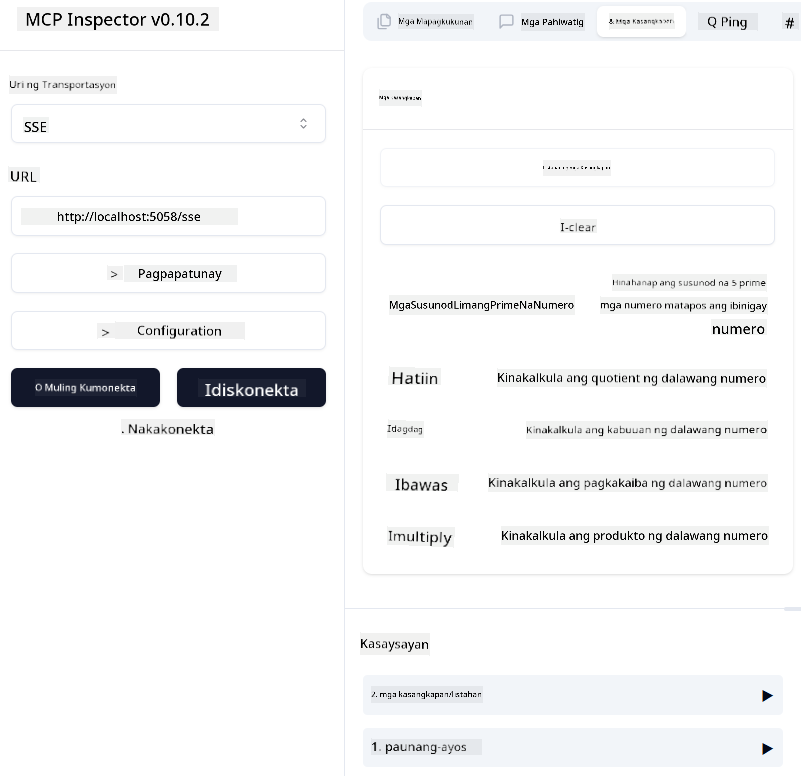 MCP Inspector v0.10.2
Uri ng Transportasyon
SSE
URL
http://localhost:5058/sse
> Pagpapatunay
> Configuration
O Muling Kumonekta
Idiskonekta
. Nakakonekta
Mga Mapagkukunan
Mga Pahiwatig
& Mga Kasangkapan
Q Ping
#
Mga Kasangkapan
I-clear
MgaSusunodLimangPrimeNaNumero
Hinahanap ang susunod na 5 prime
mga numero matapos ang ibinigay
numero
Hatiin
Kinakalkula ang quotient ng dalawang numero
Idagdag
Kinakalkula ang kabuuan ng dalawang numero
Ibawas
Kinakalkula ang pagkakaiba ng dalawang numero
Imultiply
Kinakalkula ang produkto ng dalawang numero
Kasaysayan
2. mga kasangkapan/listahan
1. paunang-ayos